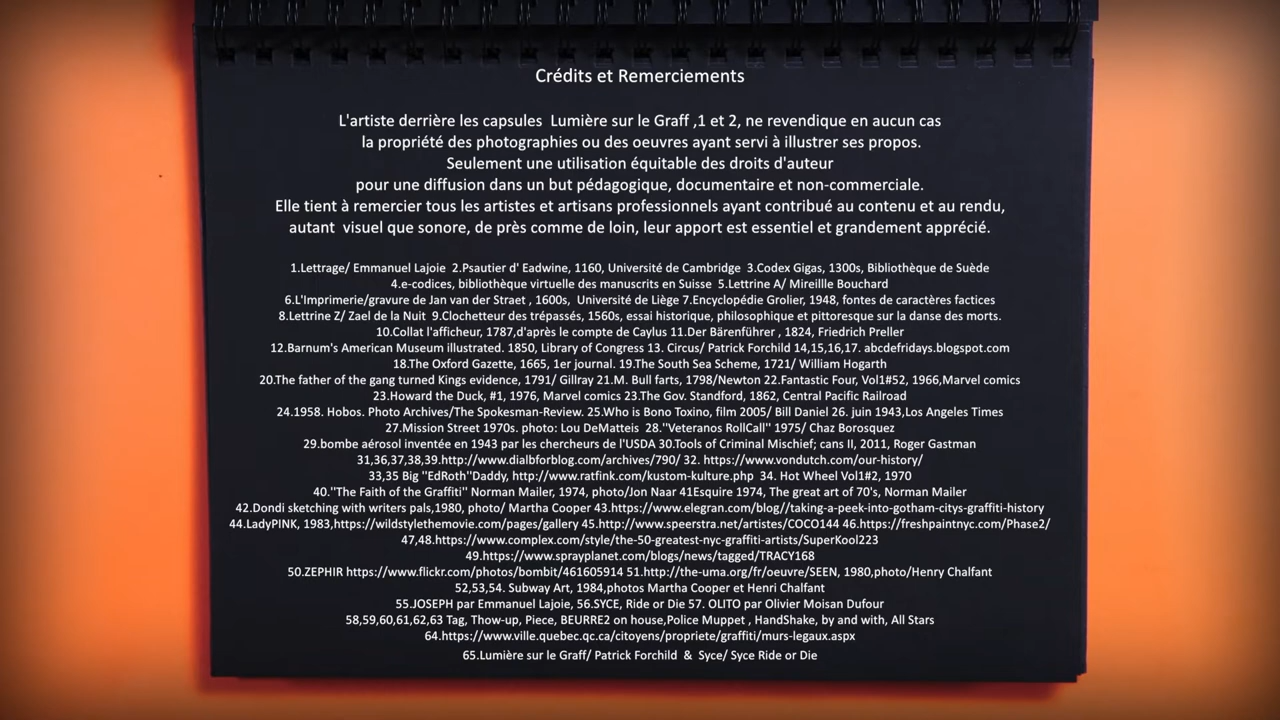 Crédits et Remerciements
L'artiste derrière les capsules  Lumière sur le Graff ,1 et 2, ne revendique en aucun cas
la propriété des photographies ou des oeuvres ayant servi à illustrer ses propos.
Seulement une utilisation équitable des droits d'auteur
pour une diffusion dans un but pédagogique, documentaire et non-commerciale.
Elle tient à remercier tous les artistes et artisans professionnels ayant contribué au contenu et au rendu,
autant  visuel que sonore, de près comme de loin, leur apport est essentiel et grandement apprécié.
1.Lettrage/ Emmanuel Lajoie  2.Psautier d' Eadwine, 1160, Université de Cambridge  3.Codex Gigas, 1300s, Bibliothèque de Suède
4.e-codices, bibliothèque virtuelle des manuscrits en Suisse  5.Lettrine A/ Mireillle Bouchard
6.L'Imprimerie/gravure de Jan van der Straet , 1600s,  Université de Liège 7.Encyclopédie Grolier, 1948, fontes de caractères factices
8.Lettrine Z/ Zael de la Nuit  9.Clochetteur des trépassés, 1560s, essai historique, philosophique et pittoresque sur la danse des morts.
10.Collat l'afficheur, 1787,d'après le compte de Caylus 11.Der Bärenführer , 1824, Friedrich Preller
12.Barnum's American Museum illustrated. 1850, Library of Congress 13. Circus/ Patrick Forchild 14,15,16,17. abcdefridays.blogspot.com
18.The Oxford Gazette, 1665, 1er journal. 19.The South Sea Scheme, 1721/ William Hogarth
20.The father of the gang turned Kings evidence, 1791/ Gillray 21.M. Bull farts, 1798/Newton 22.Fantastic Four, Vol1#52, 1966,Marvel comics
23.Howard the Duck, #1, 1976, Marvel comics 23.The Gov. Standford, 1862, Central Pacific Railroad
24.1958. Hobos. Photo Archives/The Spokesman-Review. 25.Who is Bono Toxino, film 2005/ Bill Daniel 26. juin 1943,Los Angeles Times
27.Mission Street 1970s. photo: Lou DeMatteis  28.''Veteranos RollCall'' 1975/ Chaz Borosquez
29.bombe aérosol inventée en 1943 par les chercheurs de l'USDA 30.Tools of Criminal Mischief; cans II, 2011, Roger Gastman
31,36,37,38,39.http://www.dialbforblog.com/archives/790/ 32. https://www.vondutch.com/our-history/
33,35 Big ''EdRoth''Daddy, http://www.ratfink.com/kustom-kulture.php  34. Hot Wheel Vol1#2, 1970
40.''The Faith of the Graffiti'' Norman Mailer, 1974, photo/Jon Naar 41Esquire 1974, The great art of 70's, Norman Mailer
42.Dondi sketching with writers pals,1980, photo/ Martha Cooper 43.https://www.elegran.com/blog//taking-a-peek-into-gotham-citys-graffiti-history
44.LadyPINK, 1983,https://wildstylethemovie.com/pages/gallery 45.http://www.speerstra.net/artistes/COCO144 46.https://freshpaintnyc.com/Phase2/
47,48.https://www.complex.com/style/the-50-greatest-nyc-graffiti-artists/SuperKool223
49.https://www.sprayplanet.com/blogs/news/tagged/TRACY168
50.ZEPHIR https://www.flickr.com/photos/bombit/461605914 51.http://the-uma.org/fr/oeuvre/SEEN, 1980,photo/Henry Chalfant
52,53,54. Subway Art, 1984,photos Martha Cooper et Henri Chalfant
55.JOSEPH par Emmanuel Lajoie, 56.SYCE, Ride or Die 57. OLITO par Olivier Moisan Dufour
58,59,60,61,62,63 Tag, Thow-up, Piece, BEURRE2 on house,Police Muppet , HandShake, by and with, All Stars
64.https://www.ville.quebec.qc.ca/citoyens/propriete/graffiti/murs-legaux.aspx
65.Lumière sur le Graff/ Patrick Forchild  &  Syce/ Syce Ride or Die